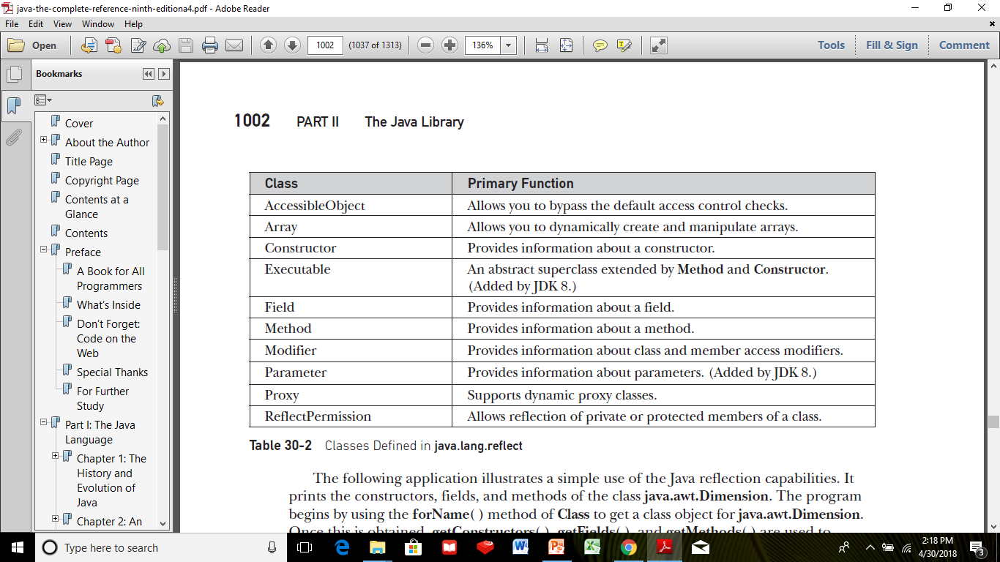 java-the-complete-reference-ninth-editiona4.pdf - Adobe Reader
File Edit View Window Help
Open 1002 (1037 of 1313) 136% Tools Fill & Sign Comment
Bookmarks
Cover
About the Author
Title Page
Copyright Page
Contents at a
Glance
Contents
Preface
A Book for All
Programmers
What's Inside
Don't Forget:
Code on the
Web
Special Thanks
For Further
Study
Part I: The Java
Language
Chapter 1: The
History and
Evolution of
Java
Chapter 2: An
1002 PART II The Java Library
Class Primary Function
AccessibleObject Allows you to bypass the default access control checks.
Array Allows you to dynamically create and manipulate arrays.
Constructor Provides information about a constructor.
Executable An abstract superclass extended by Method and Constructor.
(Added by JDK 8.)
Field Provides information about a field.
Method Provides information about a method.
Modifier Provides information about class and member access modifiers.
Parameter Provides information about parameters. (Added by JDK 8.)
Proxy Supports dynamic proxy classes.
ReflectPermission Allows reflection of private or protected members of a class.
Table 30-2 Classes Defined in java.lang.reflect
The following application illustrates a simple use of the Java reflection capabilities. It
prints the constructors, fields, and methods of the class java.awt.Dimension. The program
begins by using the forName( ) method of Class to get a class object for java.awt.Dimension.
Once this is obtained, getConstructors( ), getFields( ), and getMethods( ) are used to
Type here to search
2:18 PM
4/30/2018
3